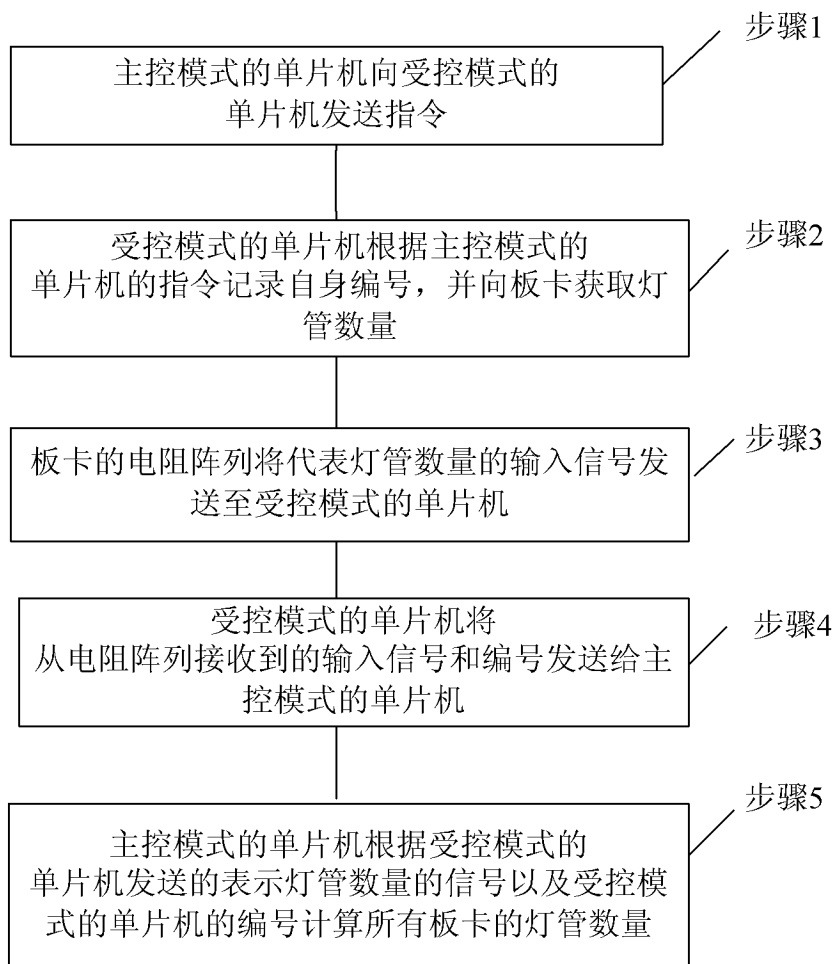 步骤1
主控模式的单片机向受控模式的
单片机发送指令
步骤2
受控模式的单片机根据主控模式的
单片机的指令记录自身编号，并向板卡获取灯
管数量
步骤3
板卡的电阻阵列将代表灯管数量的输入信号发
送至受控模式的单片机
步骤4
受控模式的单片机将
从电阻阵列接收到的输入信号和编号发送给主
控模式的单片机
步骤5
主控模式的单片机根据受控模式的
单片机发送的表示灯管数量的信号以及受控模
式的单片机的编号计算所有板卡的灯管数量